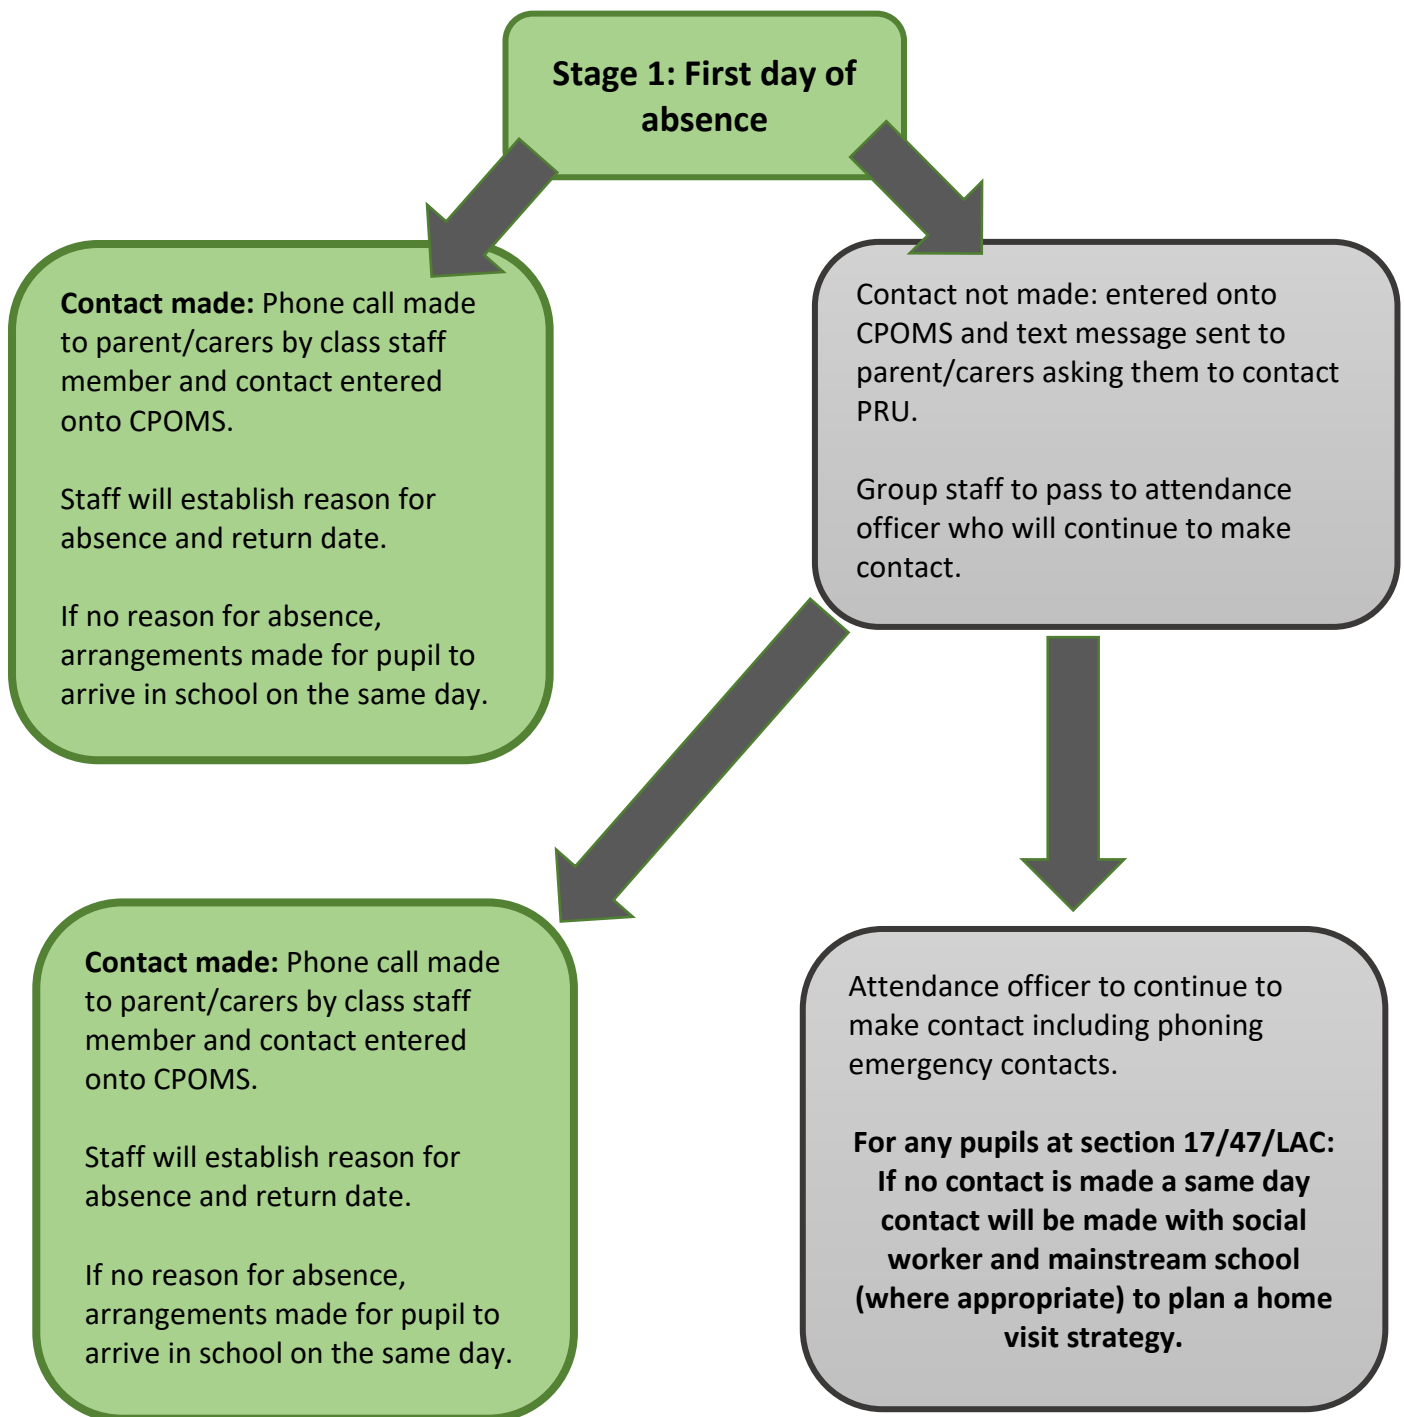 Stage 1: First day of
absence
Contact made: Phone call made
to parent/carers by class staff
member and contact entered
onto CPOMS.
Staff will establish reason for
absence and return date.
If no reason for absence,
arrangements made for pupil to
arrive in school on the same day.
Contact not made: entered onto
CPOMS and text message sent to
parent/carers asking them to contact
PRU.
Group staff to pass to attendance
officer who will continue to make
contact.
Contact made: Phone call made
to parent/carers by class staff
member and contact entered
onto CPOMS.
Staff will establish reason for
absence and return date.
If no reason for absence,
arrangements made for pupil to
arrive in school on the same day.
Attendance officer to continue to
make contact including phoning
emergency contacts.
For any pupils at section 17/47/LAC:
If no contact is made a same day
contact will be made with social
worker and mainstream school
(where appropriate) to plan a home
visit strategy.